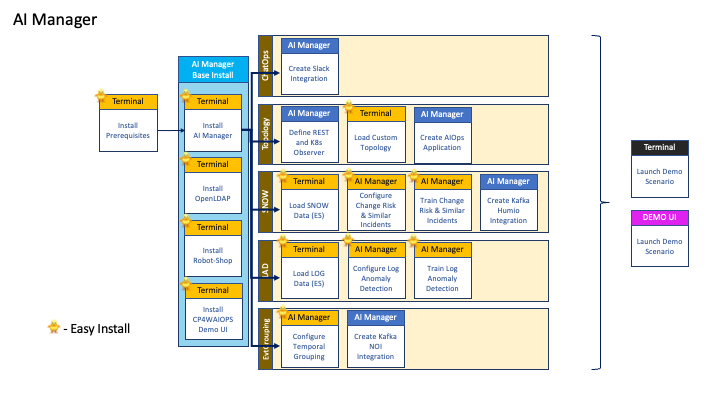 AI Manager
AI Manager
Base Install
Terminal
Install
Prerequisites
Terminal
Install
AI Manager
Terminal
Install
OpenLDAP
Terminal
Install
Robot-Shop
Terminal
Install
CP4WAIOPS
Demo UI
ChatOps
AI Manager
Create Slack
Integration
Topology
AI Manager
Define REST
and K8s
Observer
Terminal
Load Custom
Topology
AI Manager
Create AIOps
Application
SNOW
Terminal
Load SNOW
Data (ES)
AI Manager
Configure
Change Risk
& Similar
Incidents
AI Manager
Train Change
Risk & Similar
Incidents
AI Manager
Create Kafka
Humio
Integration
LAD
Terminal
Load LOG
Data (ES)
AI Manager
Configure Log
Anomaly
Detection
AI Manager
Train Log
Anomaly
Detection
EvtGrouping
AI Manager
Configure
Temporal
Grouping
AI Manager
Create Kafka
NOI
Integration
Terminal
Launch Demo
Scenario
DEMO UI
Launch Demo
Scenario
- Easy Install